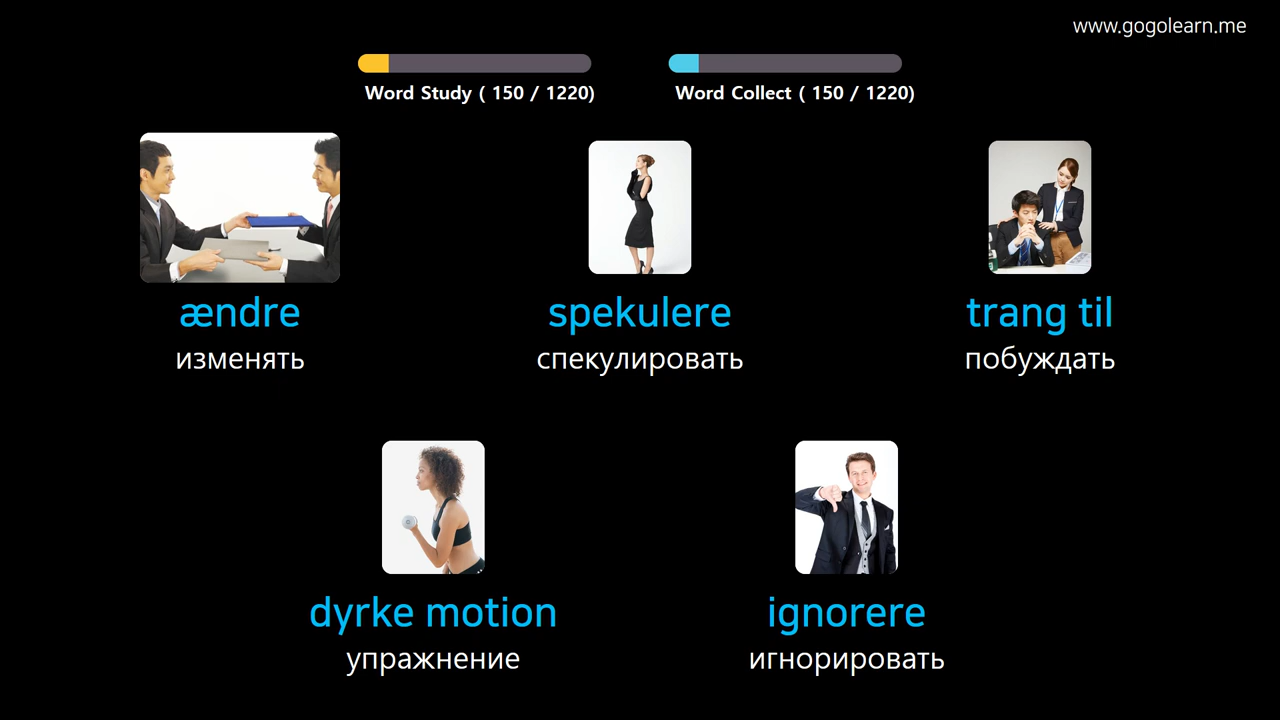 www.gogolearn.me
Word Study ( 150 / 1220)
Word Collect ( 150 / 1220)
ændre
изменять
spekulere
спекулировать
trang til
побуждать
dyrke motion
упражнение
ignorere
игнорировать